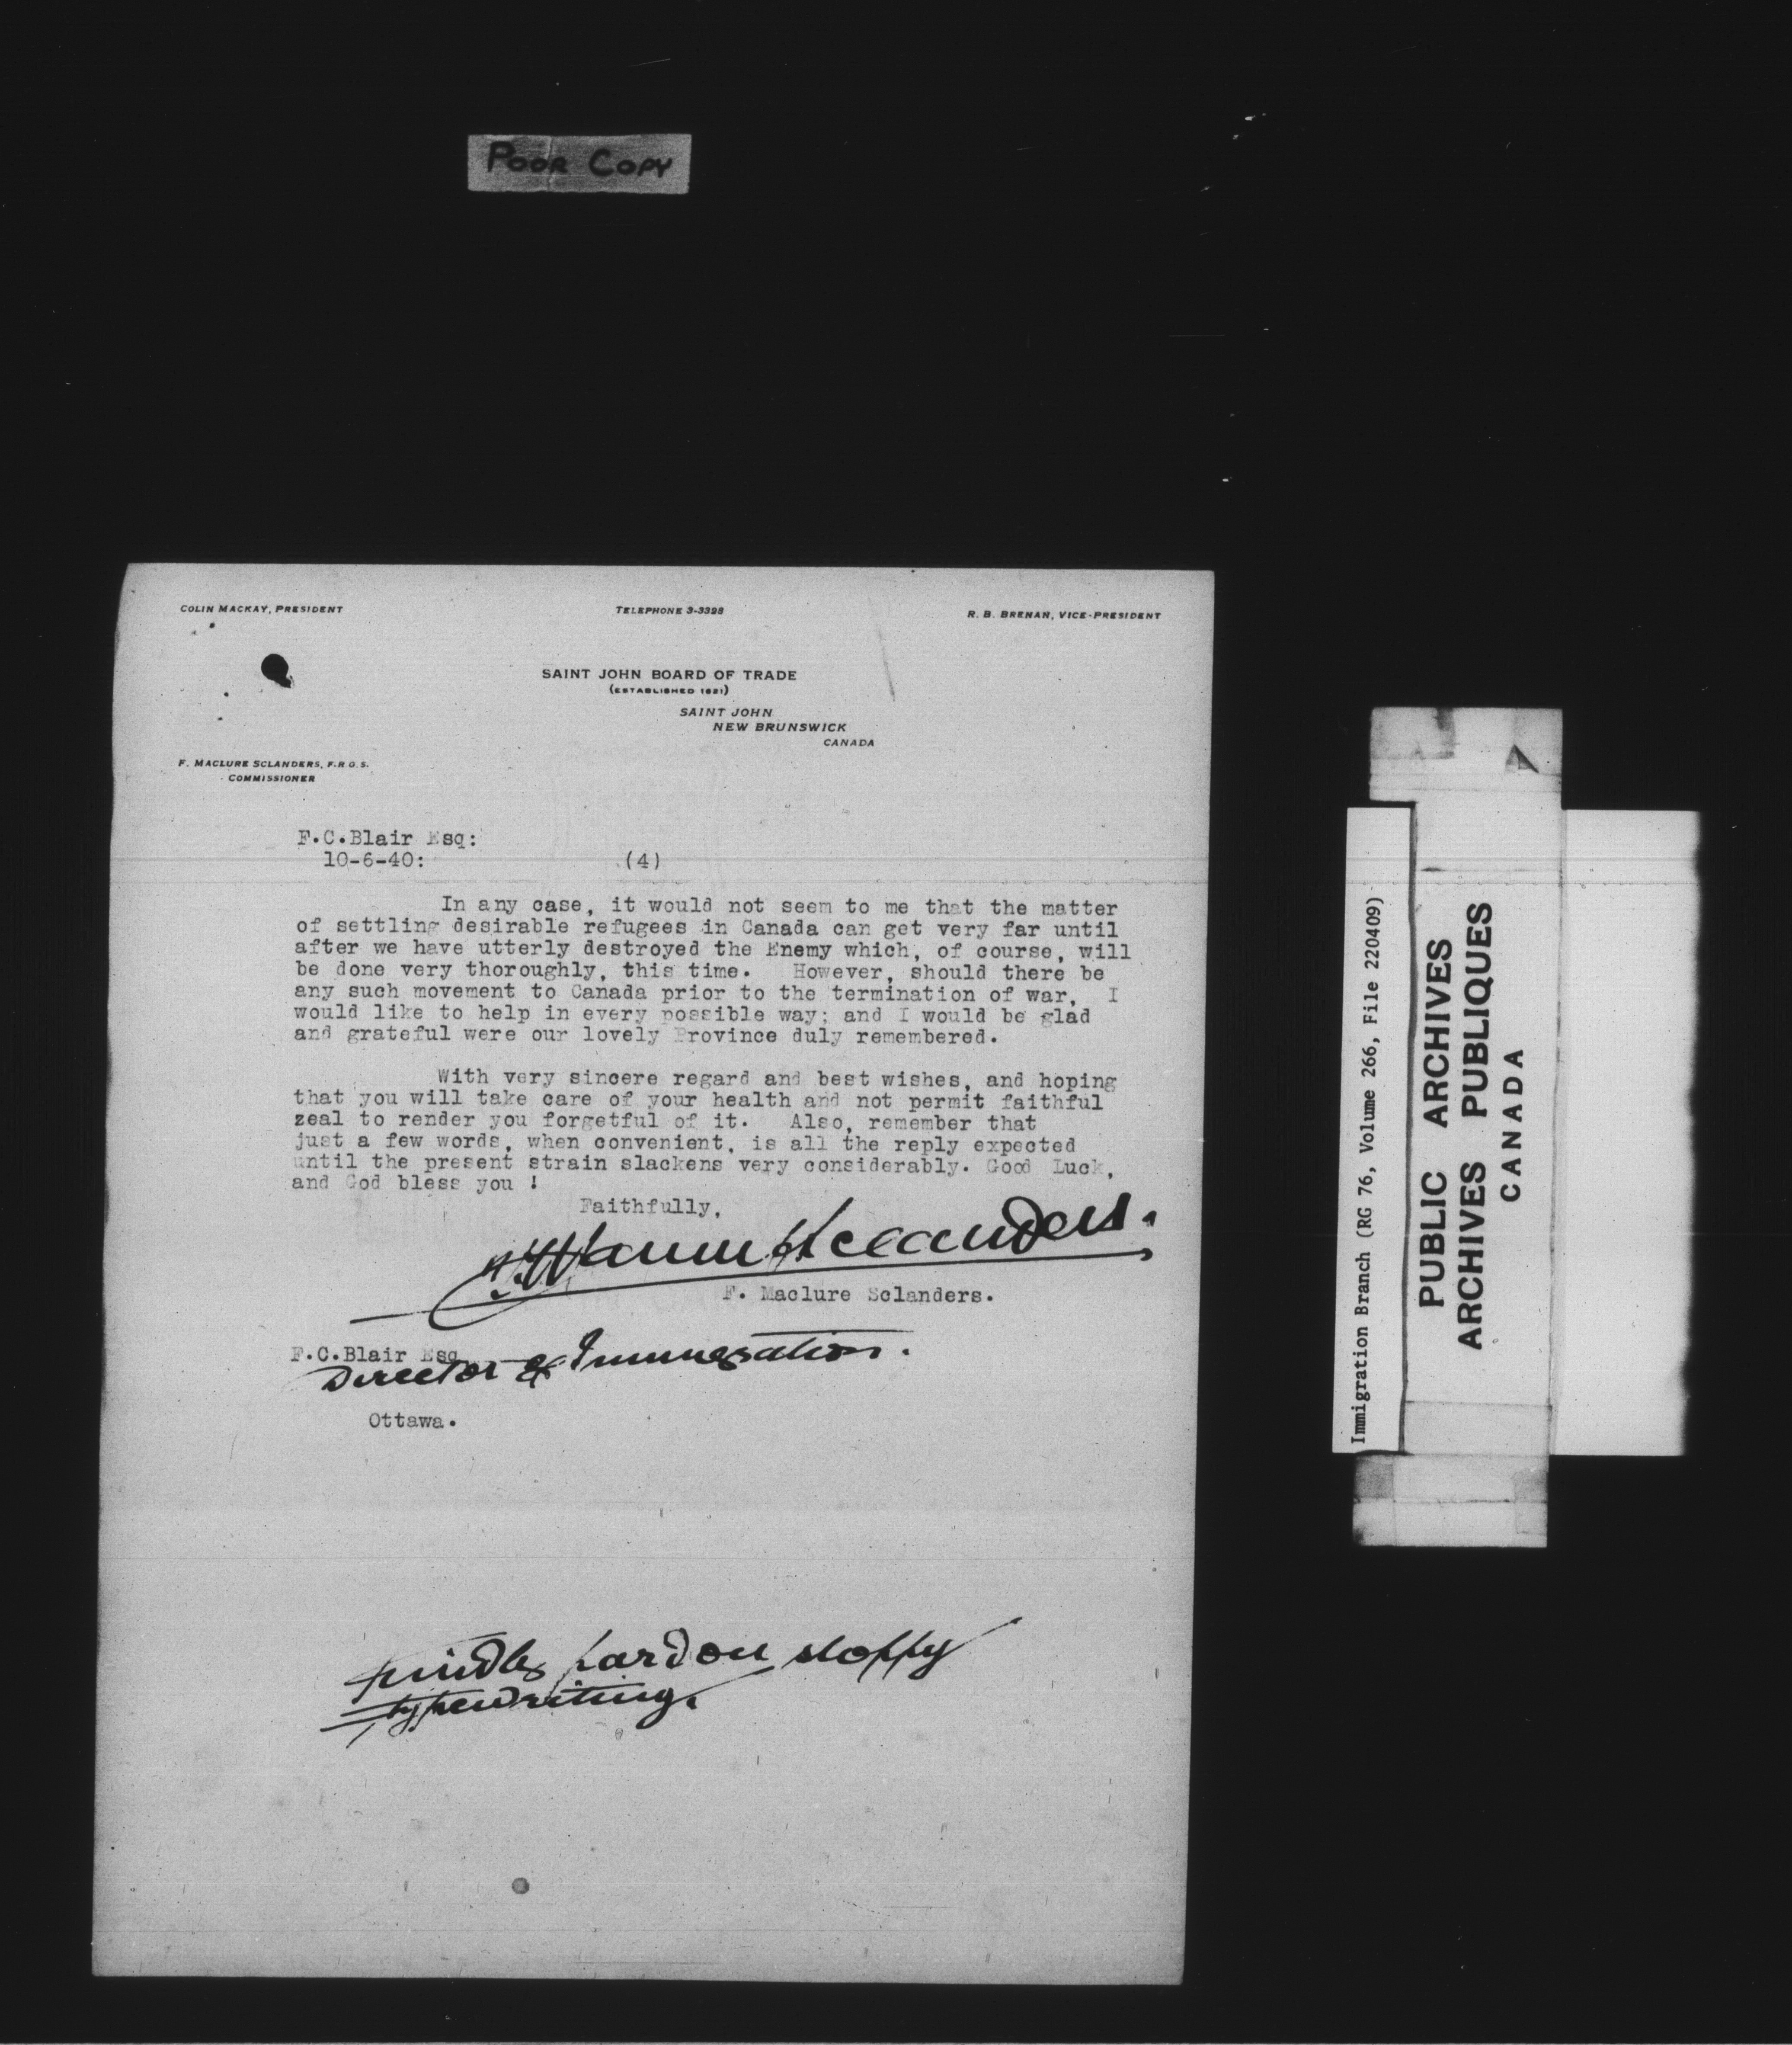 POOR COPY
COLIN MACKAY, PRESIDENT
TELEPHONE 3-3398
R. B. BRENAN, VICE-PRESIDENT
SAINT JOHN BOARD OF TRADE
(ESTABLISHED 1821)
SAINT JOHN
NEW BRUNSWICK
CANADA
F. MACLURE SCLANDERS, F.R.G.S.
COMMISSIONER
F.C.Blair Esq:
10-6-40:
(4)
In any case, it would not seem to me that the matter
of settling desirable refugees in Canada can get very far until
after we have utterly destroyed the Enemy which, of course, will
be done very thoroughly, this time. However, should there be
any such movement to Canada prior to the termination of war, I
would like to help in every possible way; and I would be glad
and grateful were our lovely Province duly remembered.
With very sincere regard and best wishes, and hoping
that you will take care of your health and not permit faithful
zeal to render you forgetful of it. Also, remember that
just a few words, when convenient, is all the reply expected
until the present strain slackens very considerably. Good Luck,
and God bless you !
Faithfully,
F. Maclure Sclanders.
F. Maclure Sclanders.
F.C.Blair Esq
Director of Immigration.
Ottawa.
Kindly pardon sloppy
typewriting.
Immigration Branch (RG 76, Volume 266, File 220409)
PUBLIC ARCHIVES
ARCHIVES PUBLIQUES
CANADA